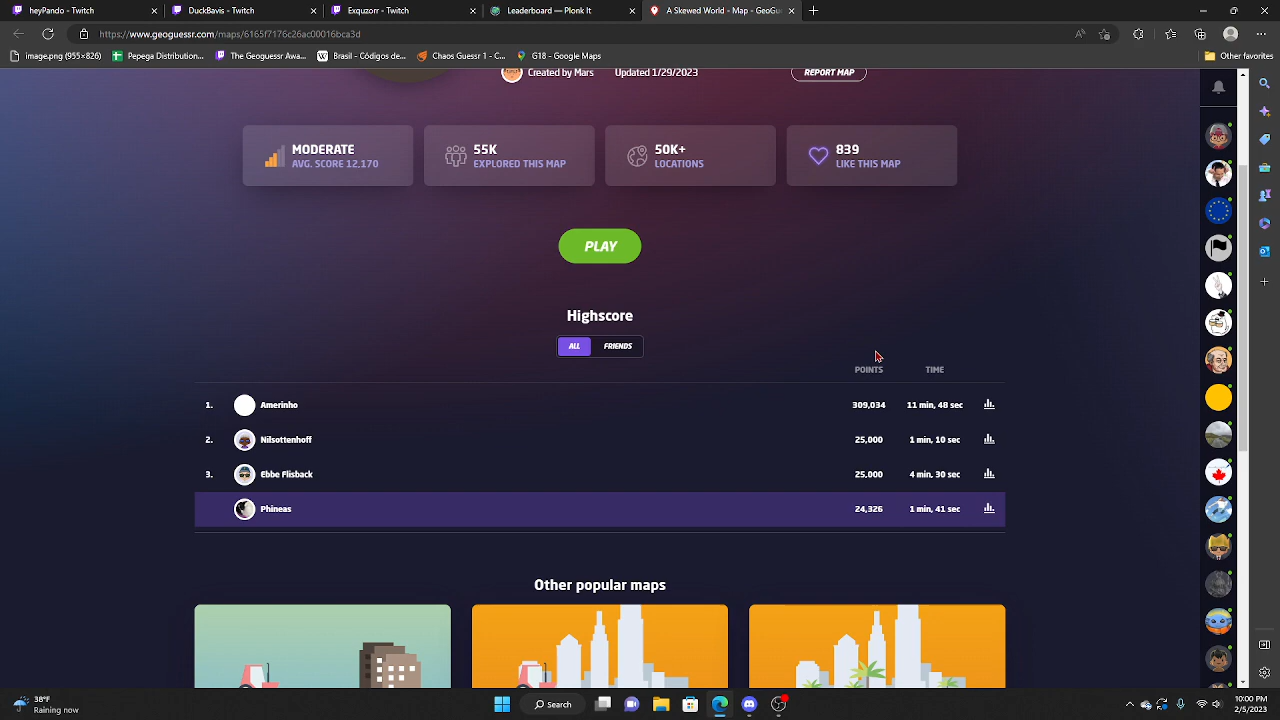 heyPando - Twitch
DuckBavis - Twitch
Exquorr - Twitch
Leaderboard — Plonk It
A Skewed World - Map - GeoGu
https://www.geoguessr.com/maps/6165f7176c26ac00016bca3d
image.png (955×826)
Pepega Distribution...
The Geoguessr Awa...
Brasil - Códigos de...
Chaos Guessr 1 - C...
G18 - Google Maps
Other favorites
Created by Mars
Updated 1/29/2023
REPORT MAP
MODERATE
AVG. SCORE 12,170
55K
EXPLORED THIS MAP
50K+
LOCATIONS
839
LIKE THIS MAP
PLAY
Highscore
ALL
FRIENDS
POINTS
TIME
1. Amerinho 309,034 11 min, 48 sec
2. Nilsottenhoff 25,000 1 min, 10 sec
3. Ebbe Flisback 25,000 4 min, 30 sec
Phineas 24,326 1 min, 41 sec
Other popular maps
38°F
Raining now
Search
10:00 PM
2/5/2023